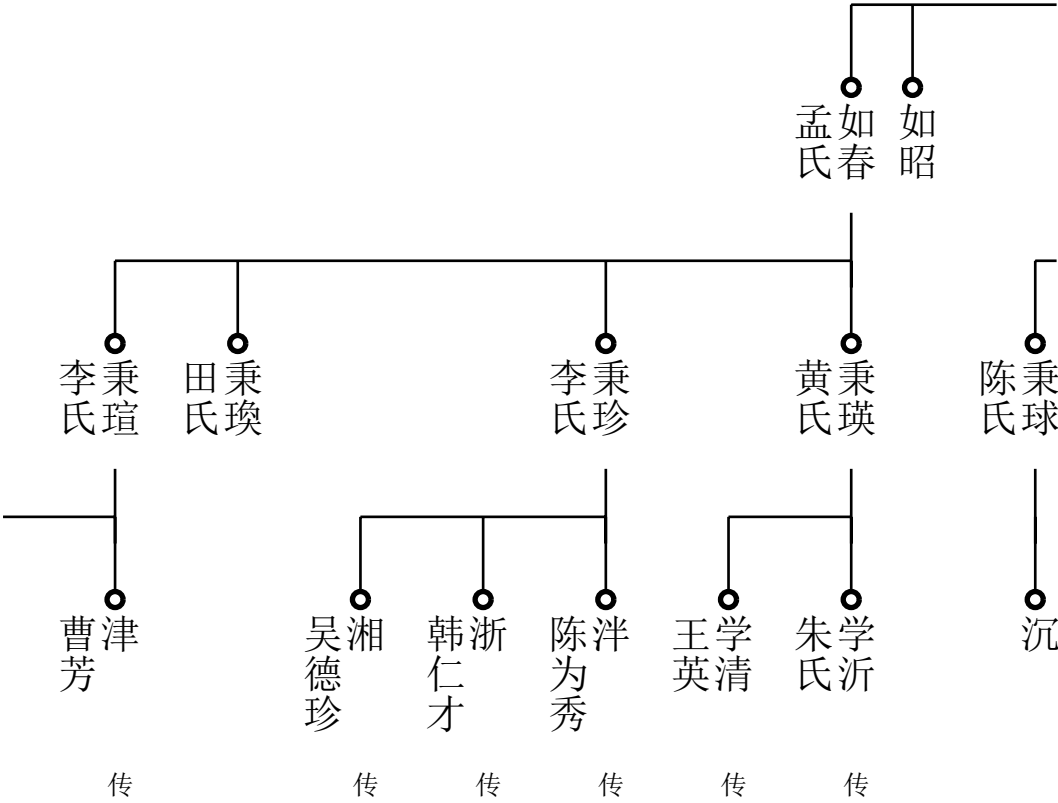 如昭
如春
孟氏
秉球
陈氏
秉瑛
黄氏
秉珍
李氏
秉瑍
田氏
秉瑄
李氏
沉
学沂
朱氏
学清
王英
泮
陈为秀
浙
韩仁才
湘
吴德珍
津
曹芳
传
传
传
传
传
传